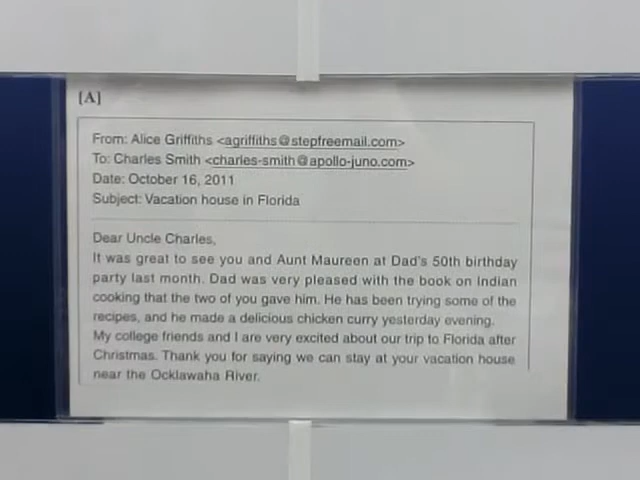 [A]
From: Alice Griffiths <agriffiths@stepfreemail.com>
To: Charles Smith <charles-smith@apollo-juno.com>
Date: October 16, 2011
Subject: Vacation house in Florida
Dear Uncle Charles,
It was great to see you and Aunt Maureen at Dad's 50th birthday
party last month. Dad was very pleased with the book on Indian
cooking that the two of you gave him. He has been trying some of the
recipes, and he made a delicious chicken curry yesterday evening.
My college friends and I are very excited about our trip to Florida after
Christmas. Thank you for saying we can stay at your vacation house
near the Ocklawaha River.